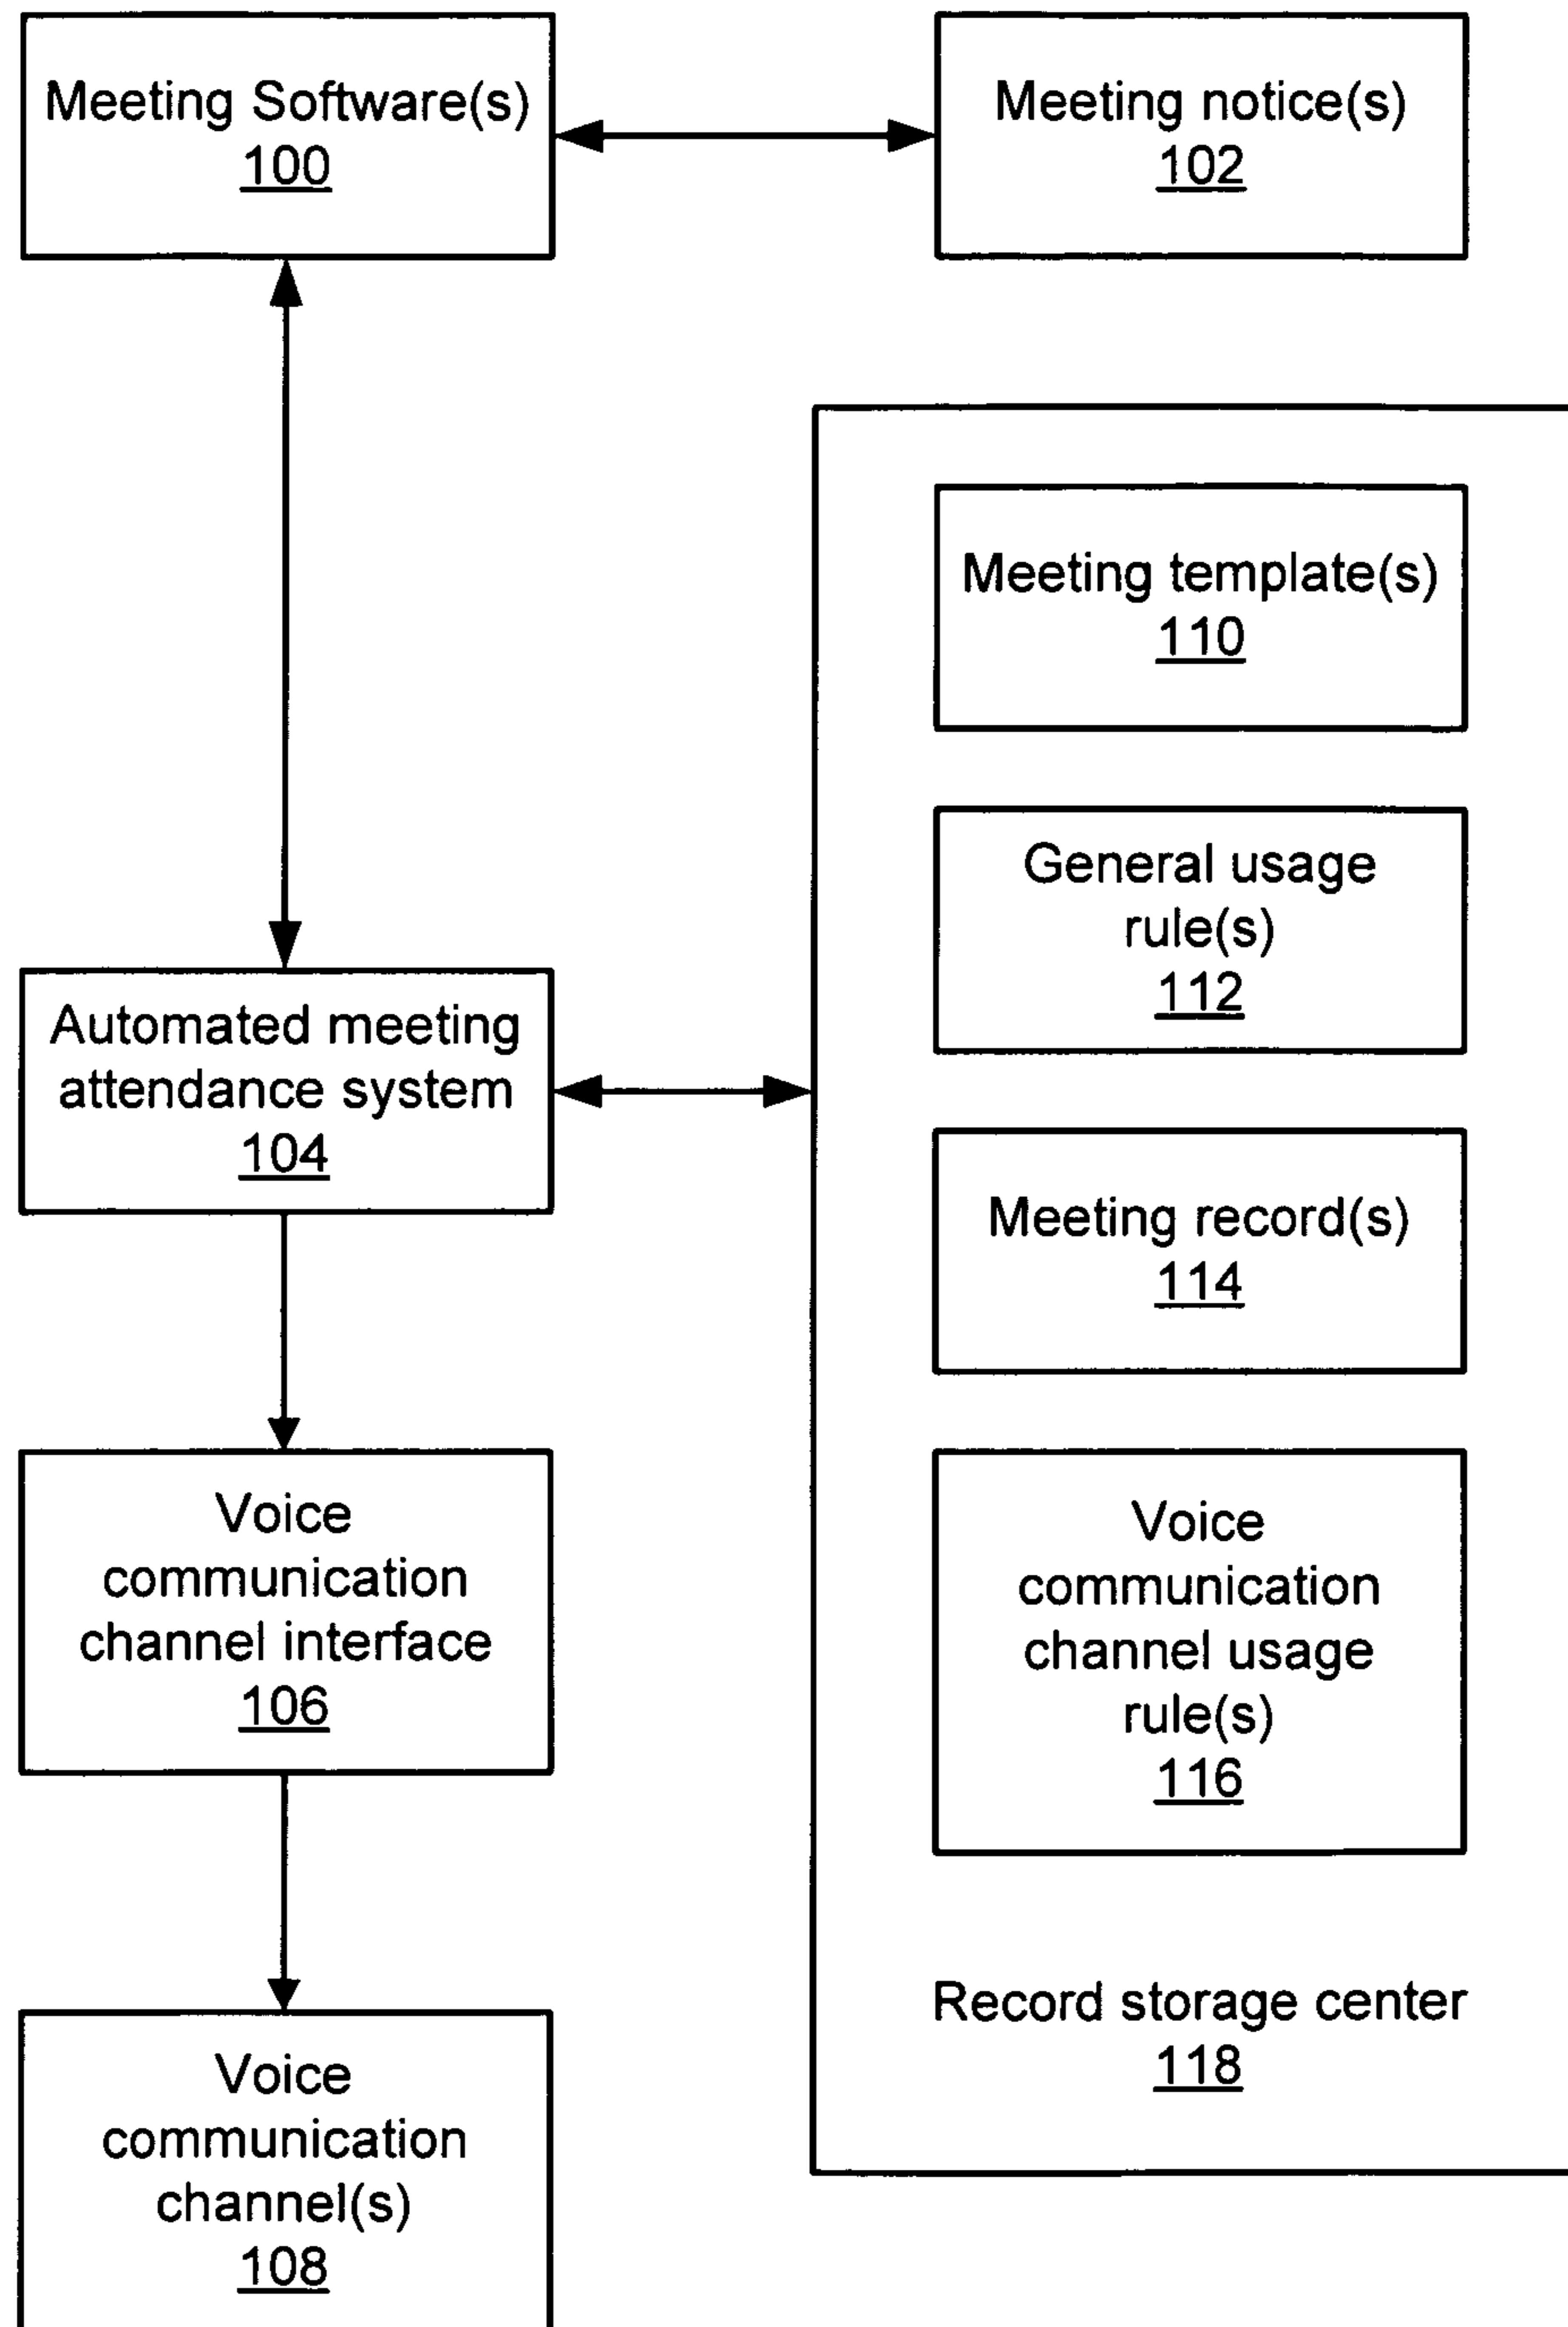 Meeting Software(s)
100
Meeting notice(s)
102
Automated meeting
attendance system
104
Voice
communication
channel interface
106
Voice
communication
channel(s)
108
Meeting template(s)
110
General usage
rule(s)
112
Meeting record(s)
114
Voice
communication
channel usage
rule(s)
116
Record storage center
118